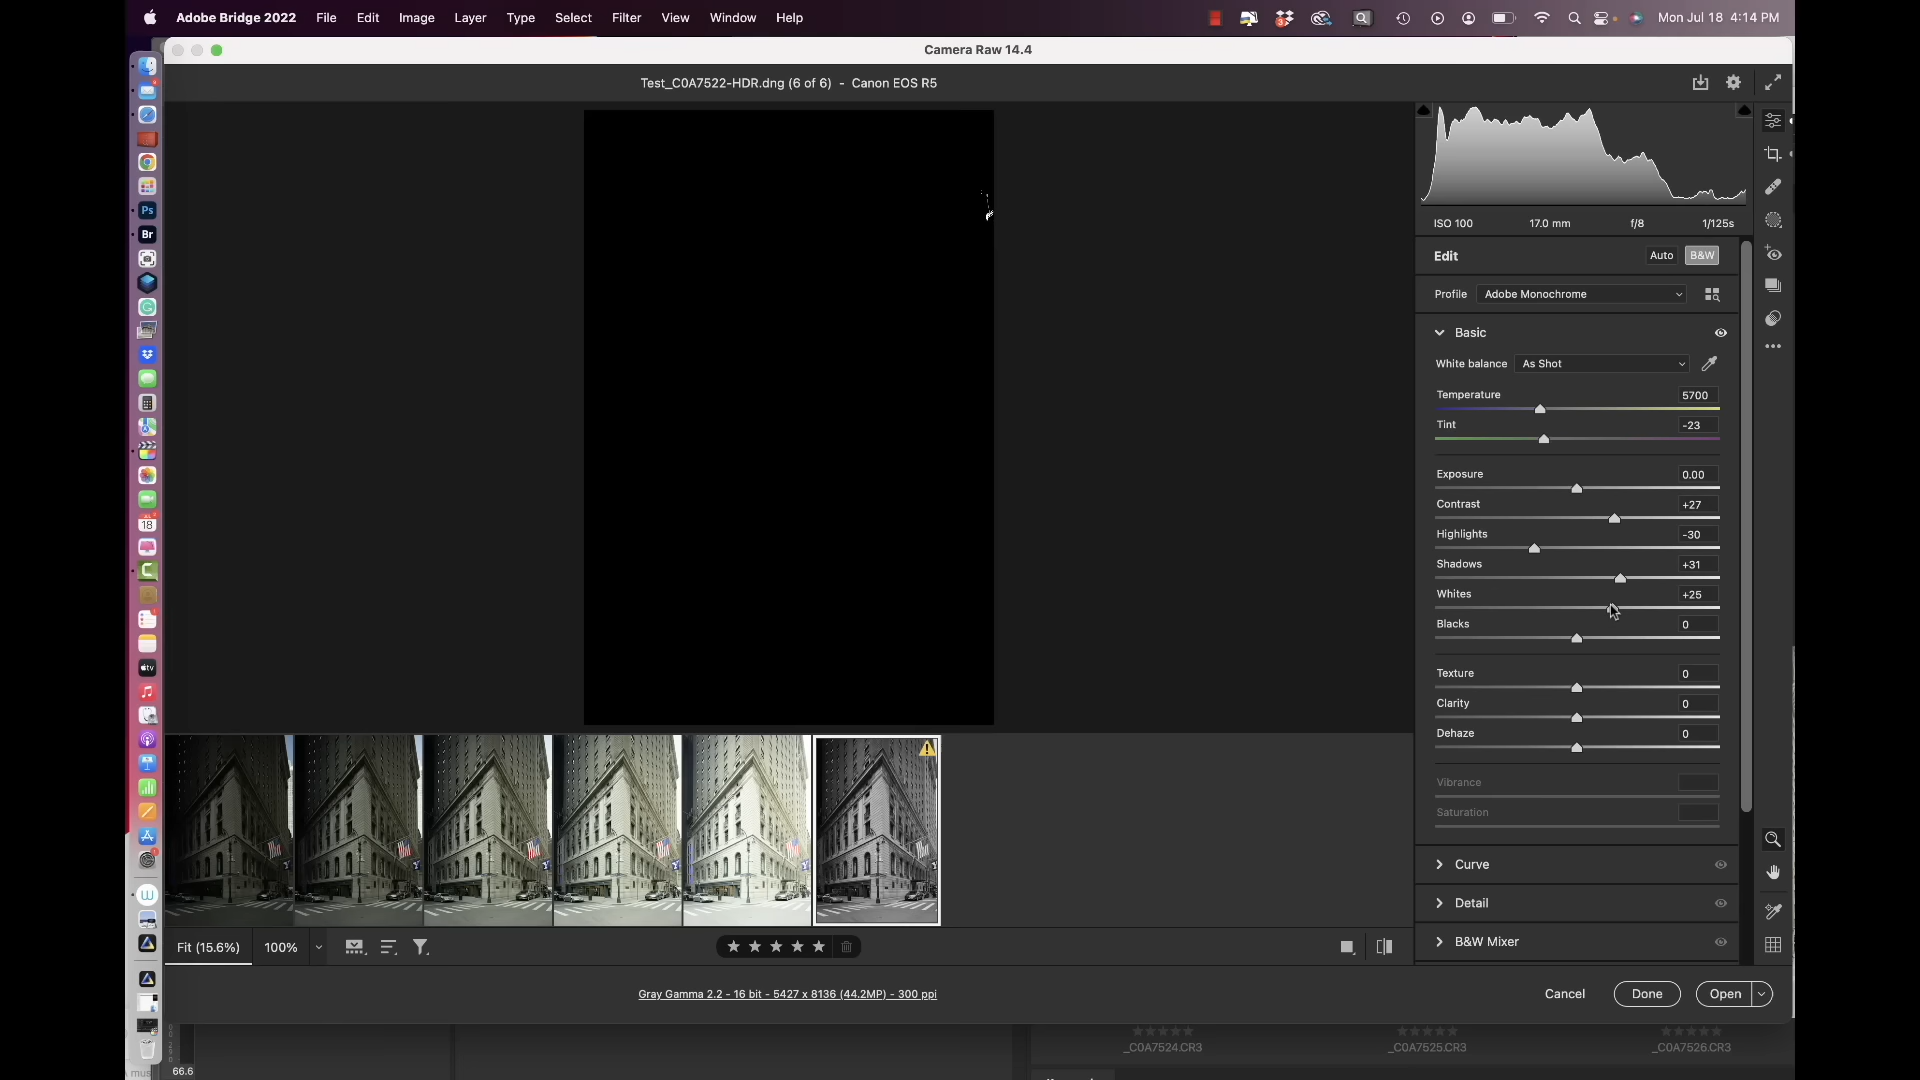 Adobe Bridge 2022 File Edit Image Layer Type Select Filter View Window Help
Mon Jul 18 4:14 PM
Camera Raw 14.4
Test_C0A7522-HDR.dng (6 of 6) - Canon EOS R5
ISO 100 17.0 mm f/8 1/125s
Edit Auto B&W
Profile Adobe Monochrome
Basic
White balance As Shot
Temperature 5700
Tint -23
Exposure 0.00
Contrast +27
Highlights -30
Shadows +31
Whites +25
Blacks 0
Texture 0
Clarity 0
Dehaze 0
Vibrance
Saturation
Curve
Detail
B&W Mixer
Ps
Br
18
tv
Fit (15.6%) 100%
Gray Gamma 2.2 - 16 bit - 5427 x 8136 (44.2MP) - 300 ppi
Cancel Done Open
_C0A7524.CR3 _C0A7525.CR3 _C0A7526.CR3
66.6